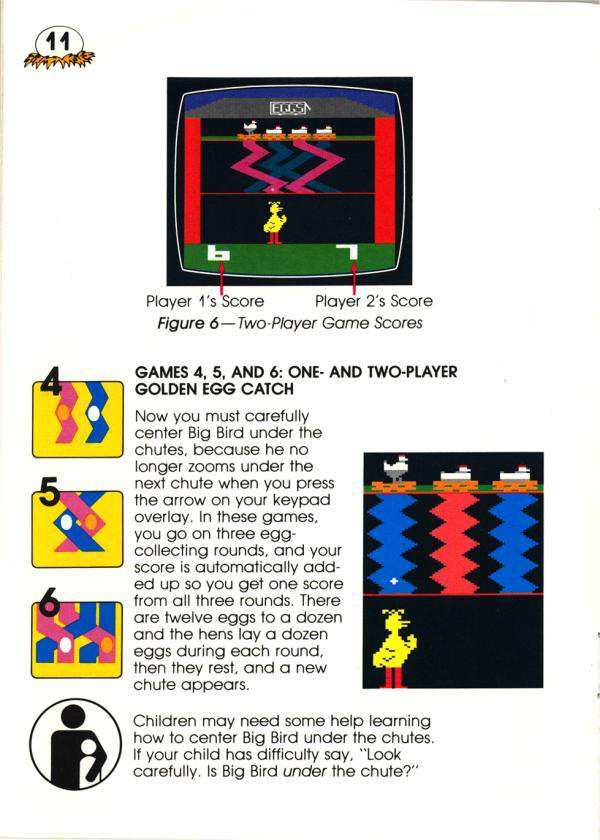 11
EGGS
6 7
Player 1's Score Player 2's Score
Figure 6—Two-Player Game Scores
GAMES 4, 5, AND 6: ONE- AND TWO-PLAYER
GOLDEN EGG CATCH
4
5
6
Now you must carefully
center Big Bird under the
chutes, because he no
longer zooms under the
next chute when you press
the arrow on your keypad
overlay. In these games,
you go on three egg-
collecting rounds, and your
score is automatically add-
ed up so you get one score
from all three rounds. There
are twelve eggs to a dozen
and the hens lay a dozen
eggs during each round,
then they rest, and a new
chute appears.
Children may need some help learning
how to center Big Bird under the chutes.
If your child has difficulty say, "Look
carefully. Is Big Bird under the chute?"